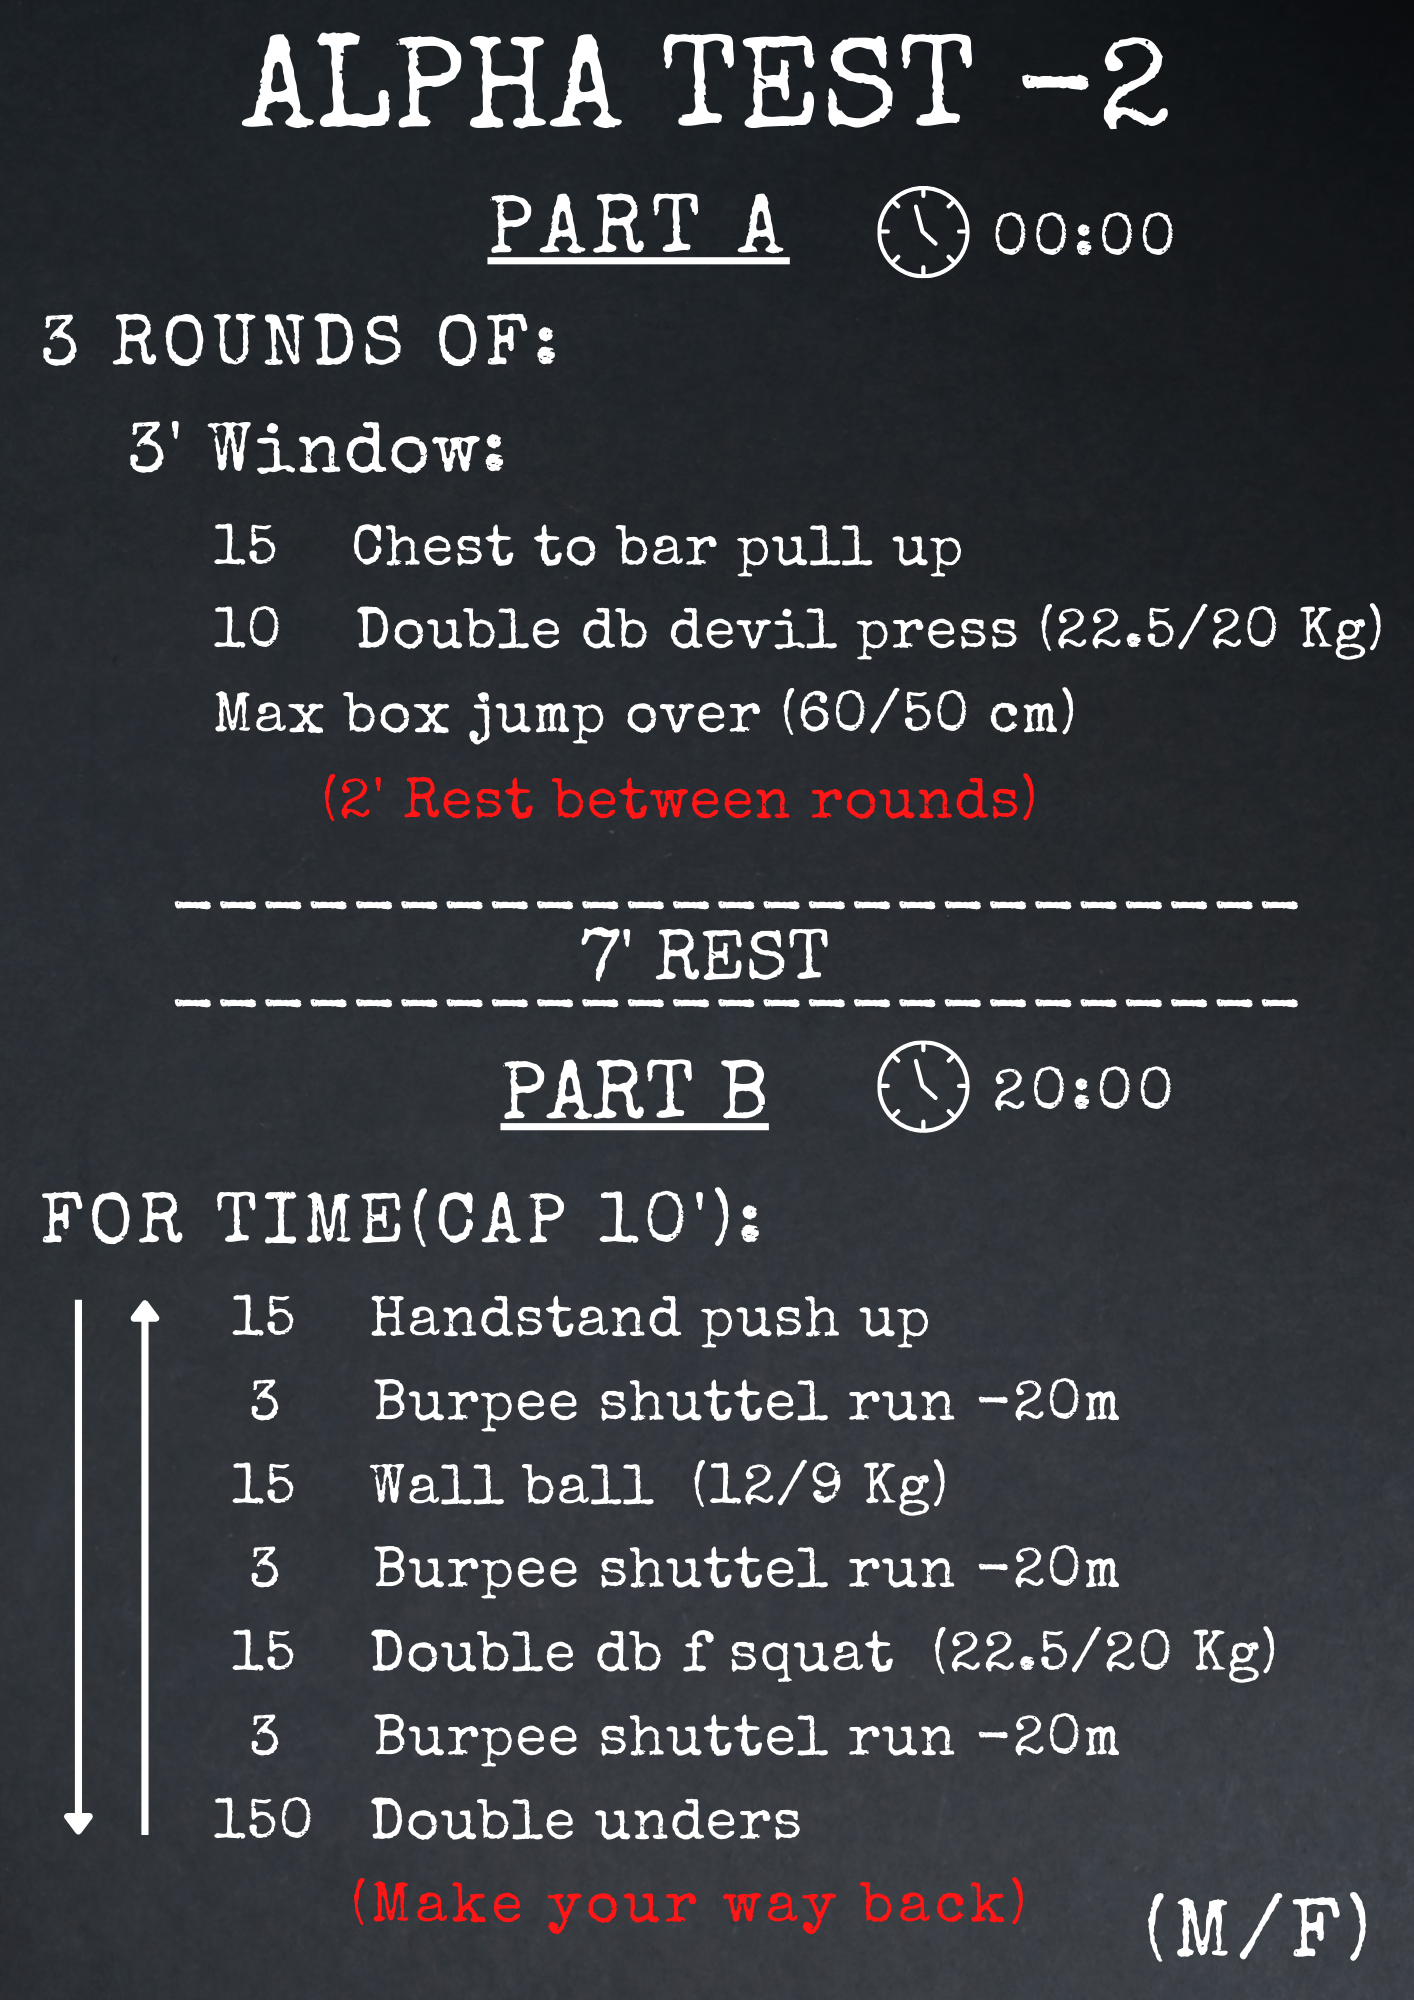 ALPHA TEST -2
PART A 00:00
3 ROUNDS OF:
3' Window:
15 Chest to bar pull up
10 Double db devil press (22.5/20 Kg)
Max box jump over (60/50 cm)
(2' Rest between rounds)
-------------------------
7' REST
-------------------------
PART B 20:00
FOR TIME(CAP 10'):
15 Handstand push up
3 Burpee shuttel run -20m
15 Wall ball (12/9 Kg)
3 Burpee shuttel run -20m
15 Double db f squat (22.5/20 Kg)
3 Burpee shuttel run -20m
150 Double unders
(Make your way back)
(M/F)